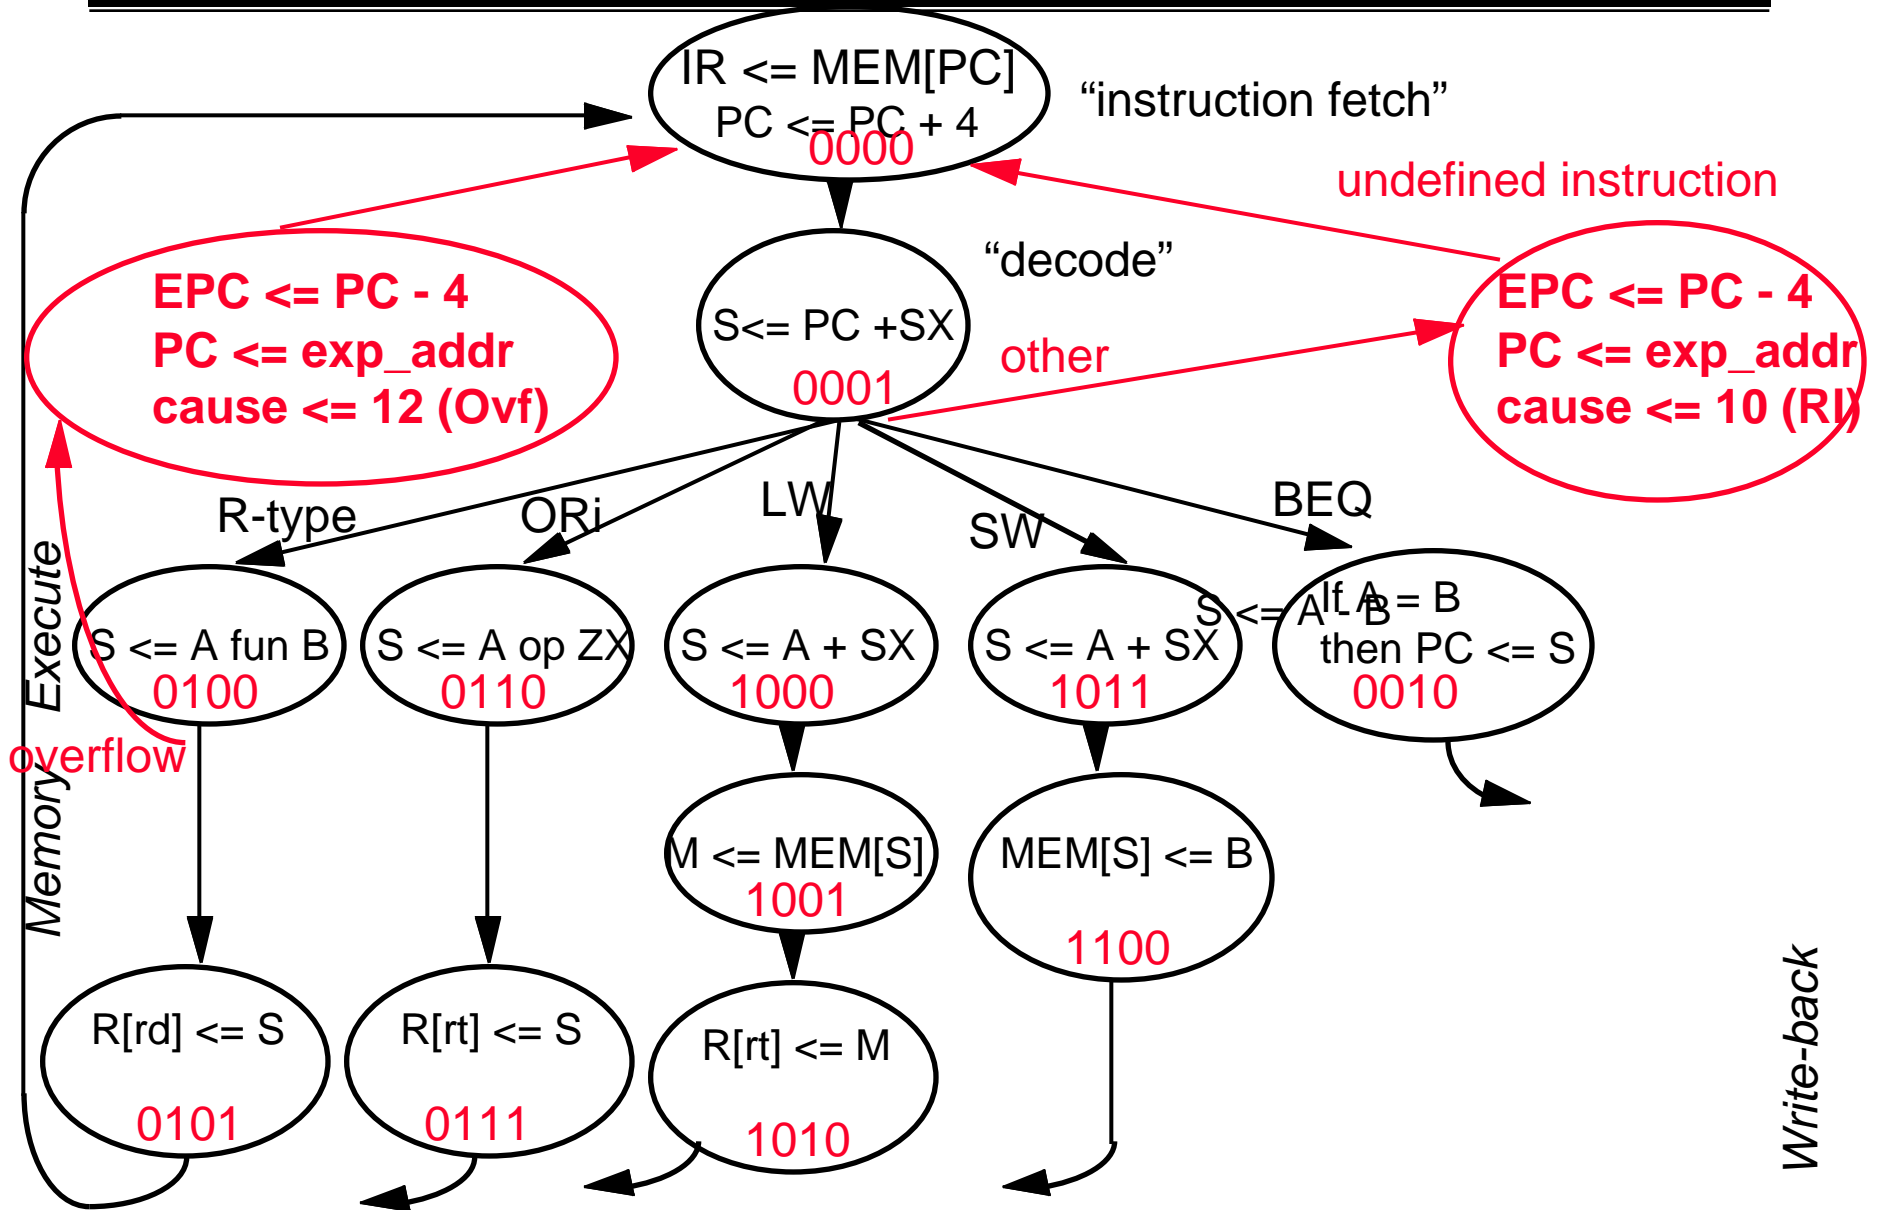 IR <= MEM[PC]
PC <= PC + 4
0000
“instruction fetch”
undefined instruction
“decode”
EPC <= PC - 4
PC <= exp_addr
cause <= 12 (Ovf)
S<= PC +SX
0001
other
EPC <= PC - 4
PC <= exp_addr
cause <= 10 (RI)
R-type
ORi
LW
SW
BEQ
Execute
S <= A fun B
0100
S <= A op ZX
0110
S <= A + SX
1000
S <= A + SX
1011
S <= A - B
If A = B
then PC <= S
0010
overflow
Memory
M <= MEM[S]
1001
MEM[S] <= B
1100
R[rd] <= S
0101
R[rt] <= S
0111
R[rt] <= M
1010
Write-back